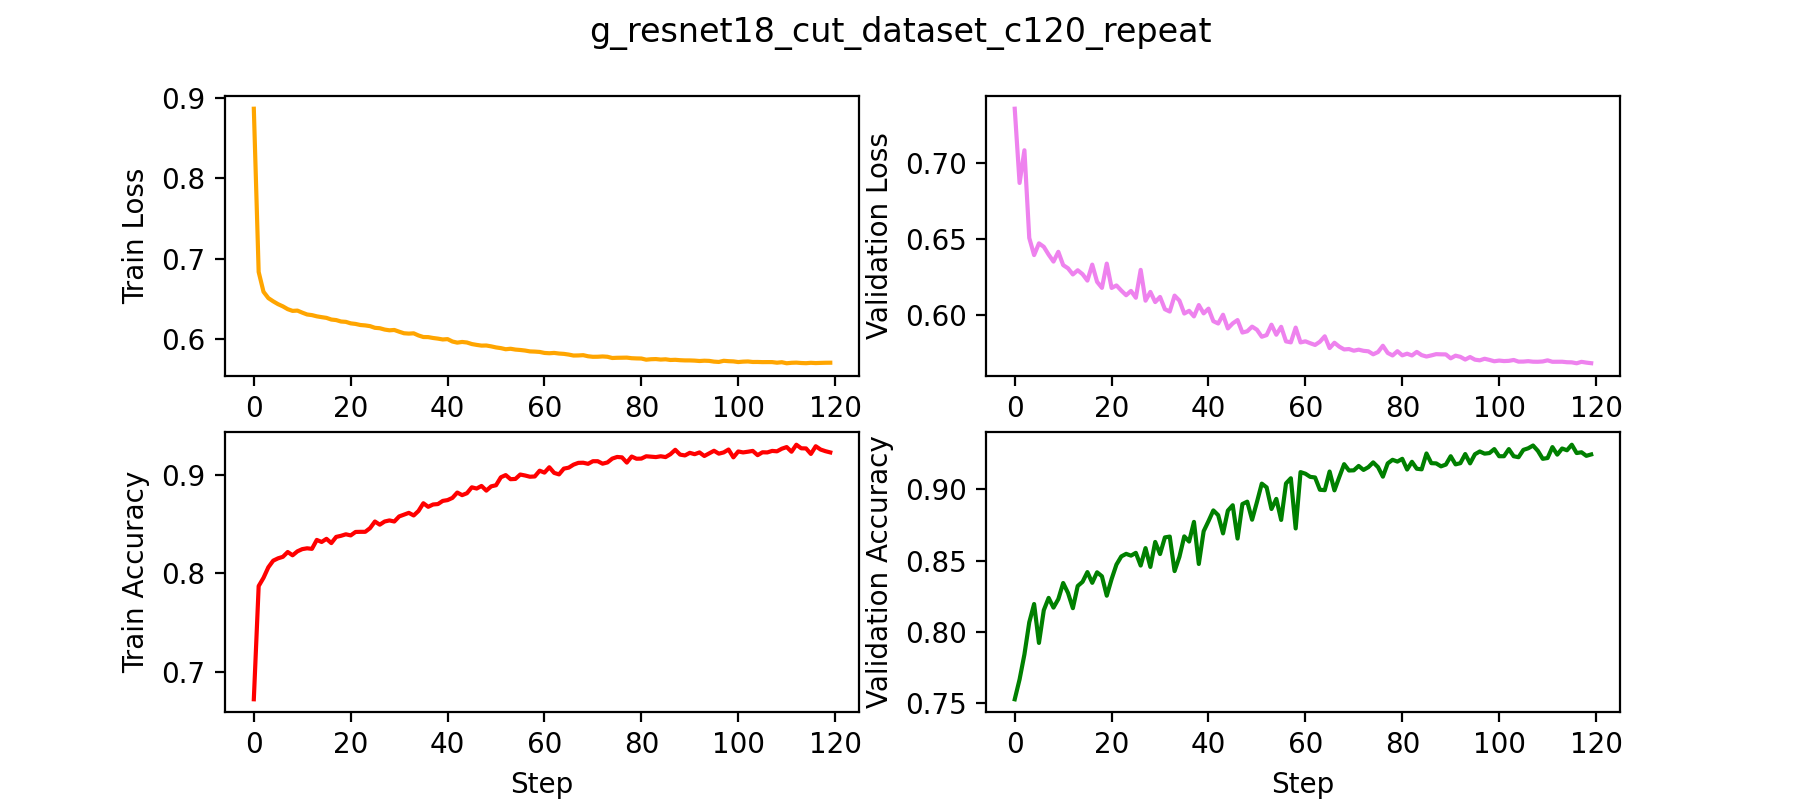 g_resnet18_cut_dataset_c120_repeat
Train Loss
0.9
0.8
0.7
0.6
0 20 40 60 80 100 120
Validation Loss
0.70
0.65
0.60
0 20 40 60 80 100 120
Train Accuracy
0.9
0.8
0.7
0 20 40 60 80 100 120
Step
Validation Accuracy
0.90
0.85
0.80
0.75
0 20 40 60 80 100 120
Step